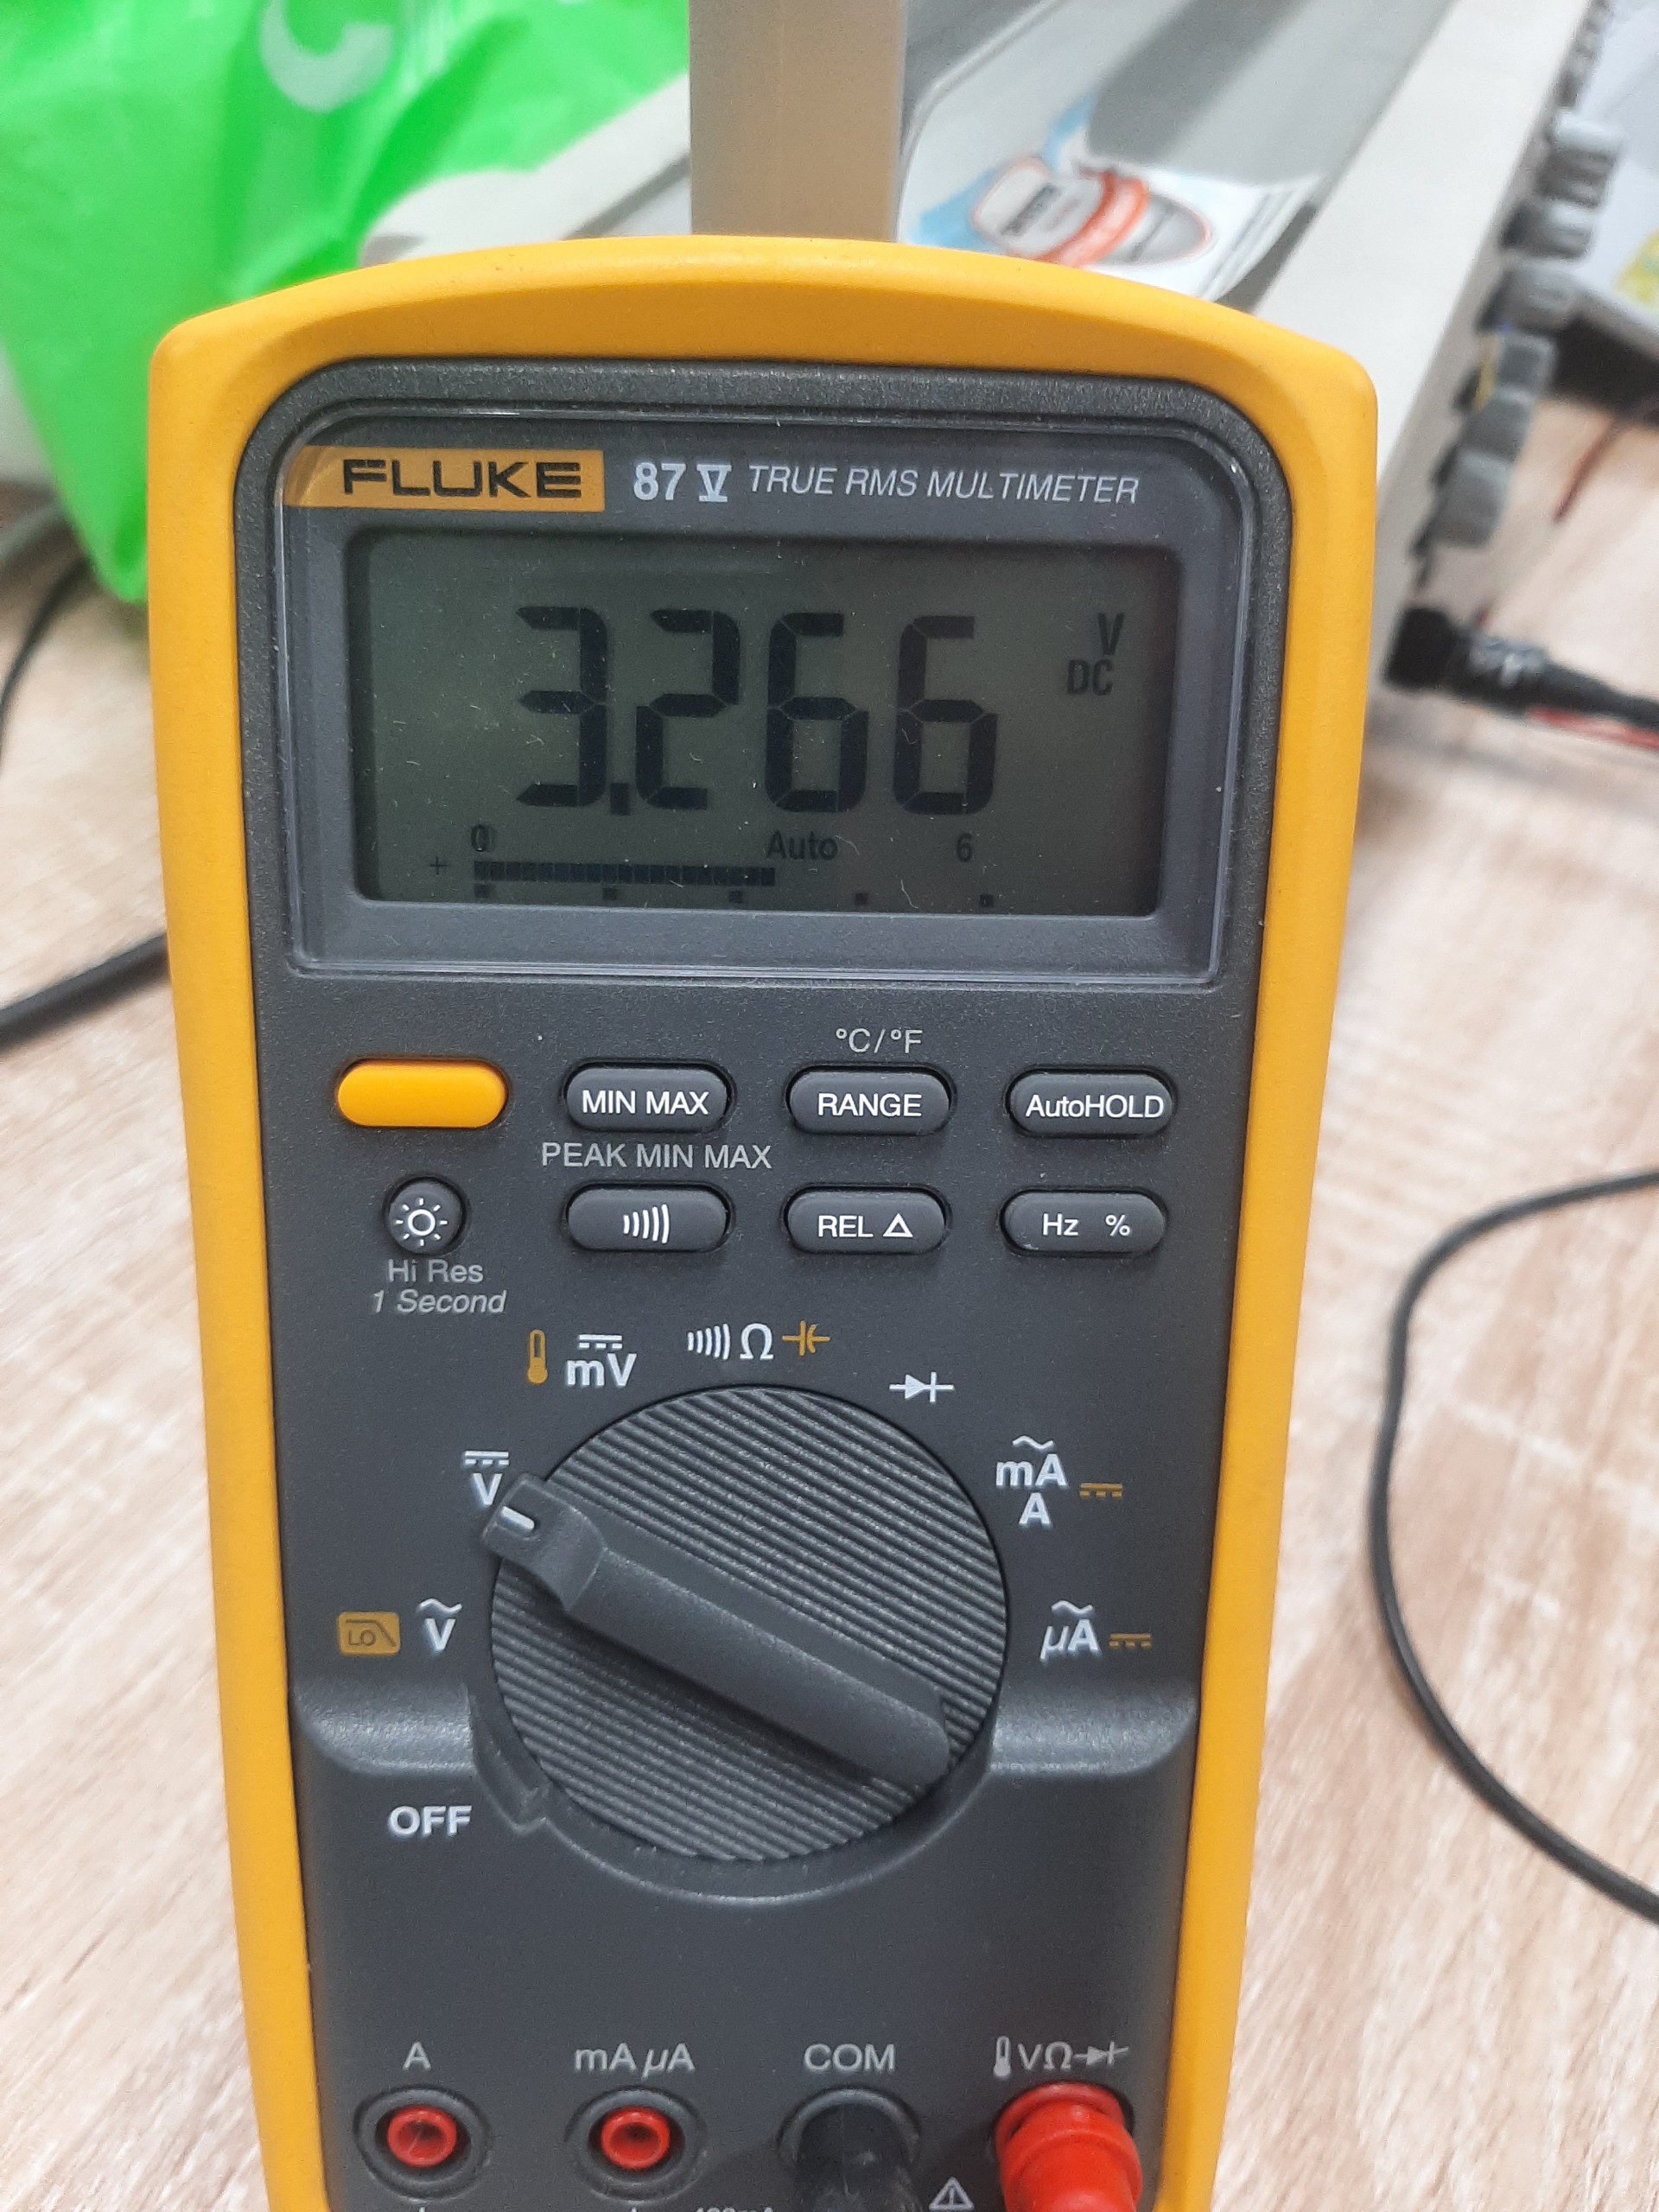 FLUKE 87 V TRUE RMS MULTIMETER
3.266 V DC
0 Auto 6
+
°C/°F
MIN MAX RANGE AutoHOLD
PEAK MIN MAX
REL Δ Hz %
Hi Res
1 Second
mV Ω
V mA
A
LO V µA
OFF
A mA µA COM VΩ